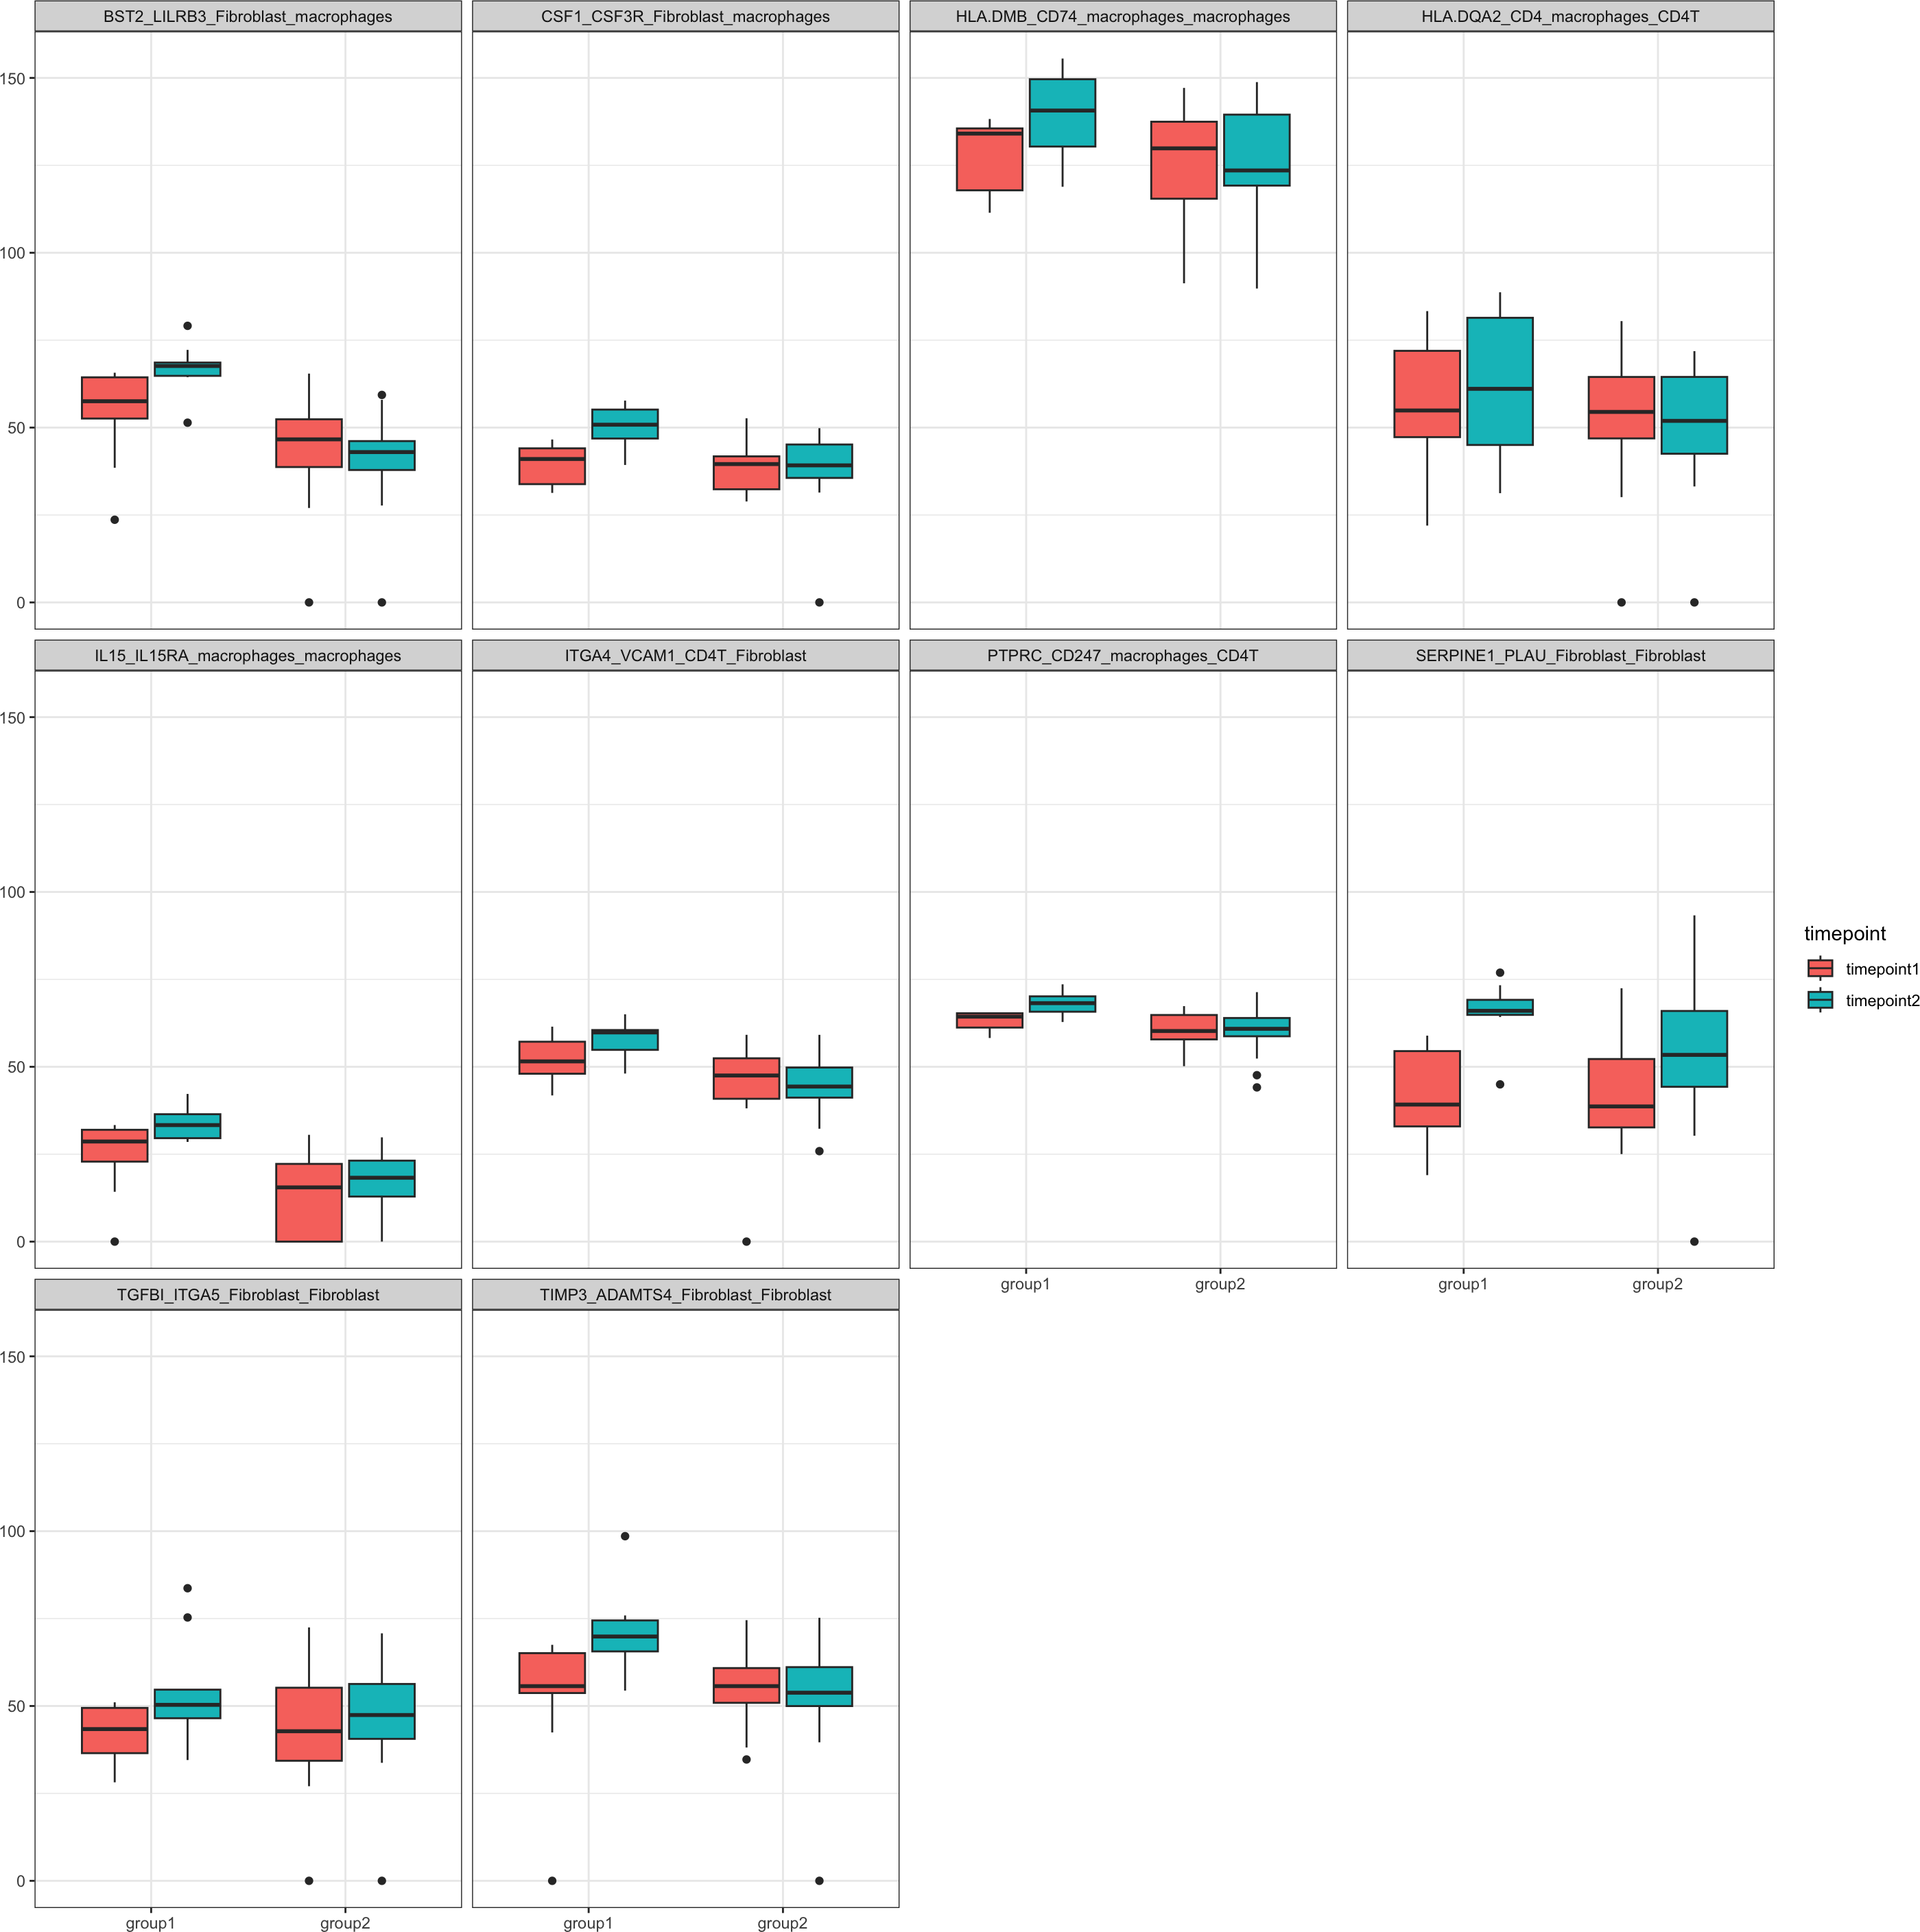 BST2_LILRB3_Fibroblast_macrophages
CSF1_CSF3R_Fibroblast_macrophages
HLA.DMB_CD74_macrophages_macrophages
HLA.DQA2_CD4_macrophages_CD4T
150
100
50
0
IL15_IL15RA_macrophages_macrophages
ITGA4_VCAM1_CD4T_Fibroblast
PTPRC_CD247_macrophages_CD4T
SERPINE1_PLAU_Fibroblast_Fibroblast
150
100
50
0
group1
group2
group1
group2
TGFBI_ITGA5_Fibroblast_Fibroblast
TIMP3_ADAMTS4_Fibroblast_Fibroblast
150
100
50
0
group1
group2
group1
group2
timepoint
timepoint1
timepoint2